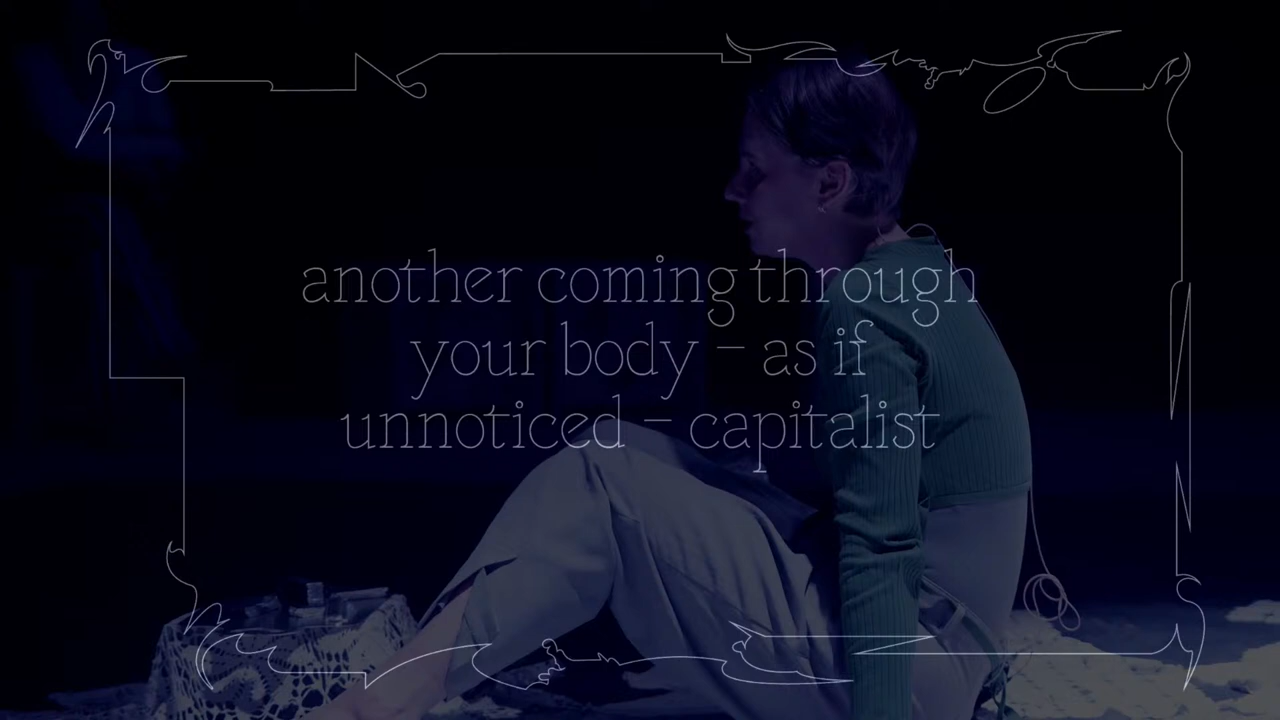 another coming through
your body – as if
unnoticed – capitalist